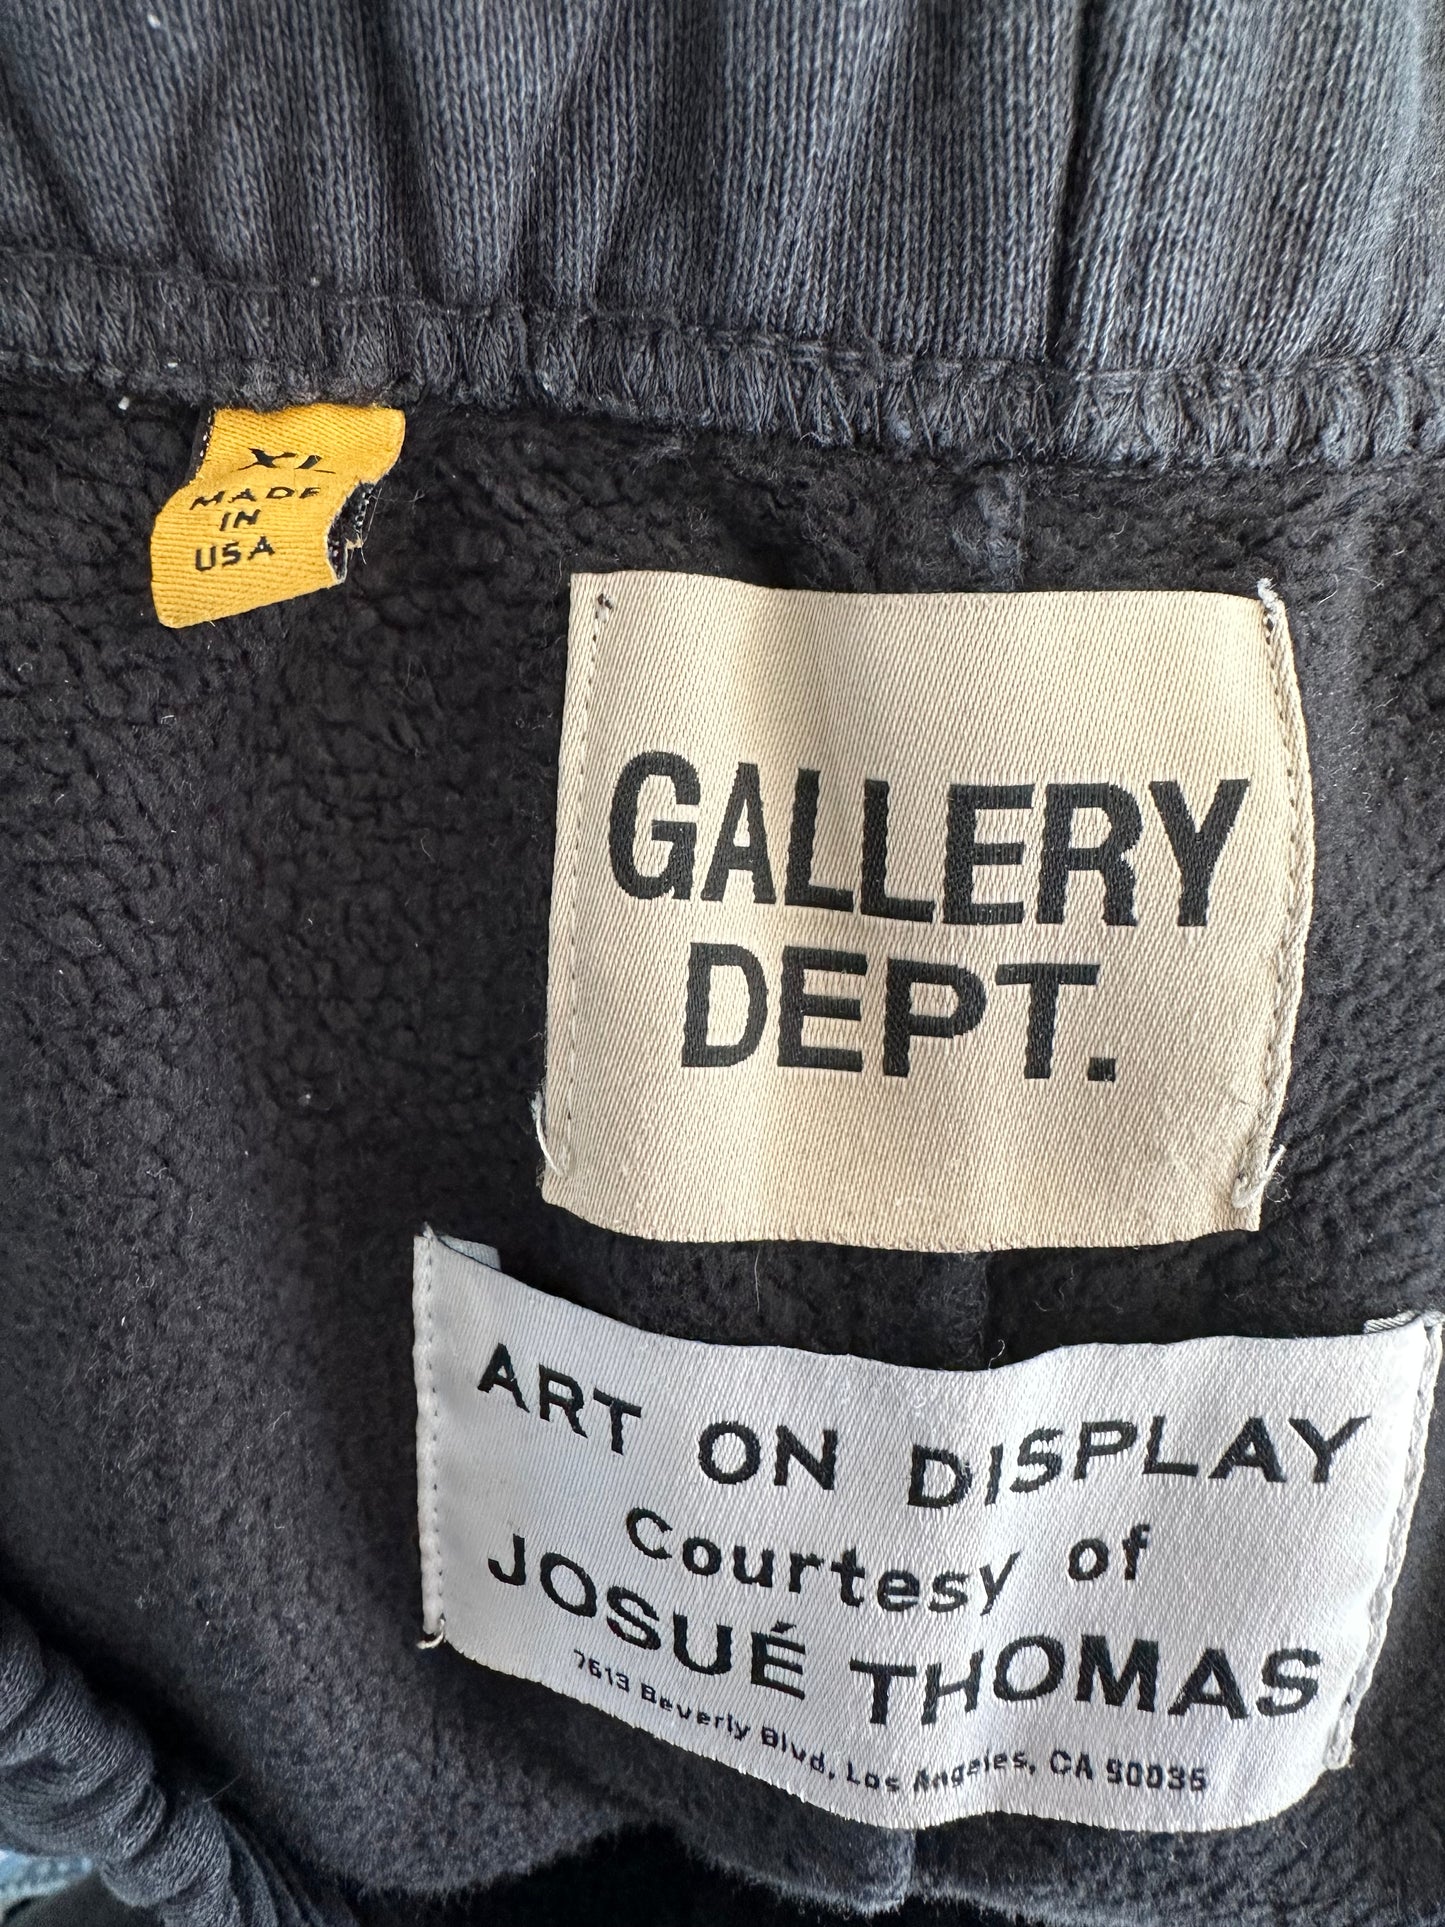 XL
MADE
IN
USA
GALLERY
DEPT.
ART ON DISPLAY
Courtesy of
JOSUÉ THOMAS
7613 Beverly Blvd, Los Angeles, CA 90036